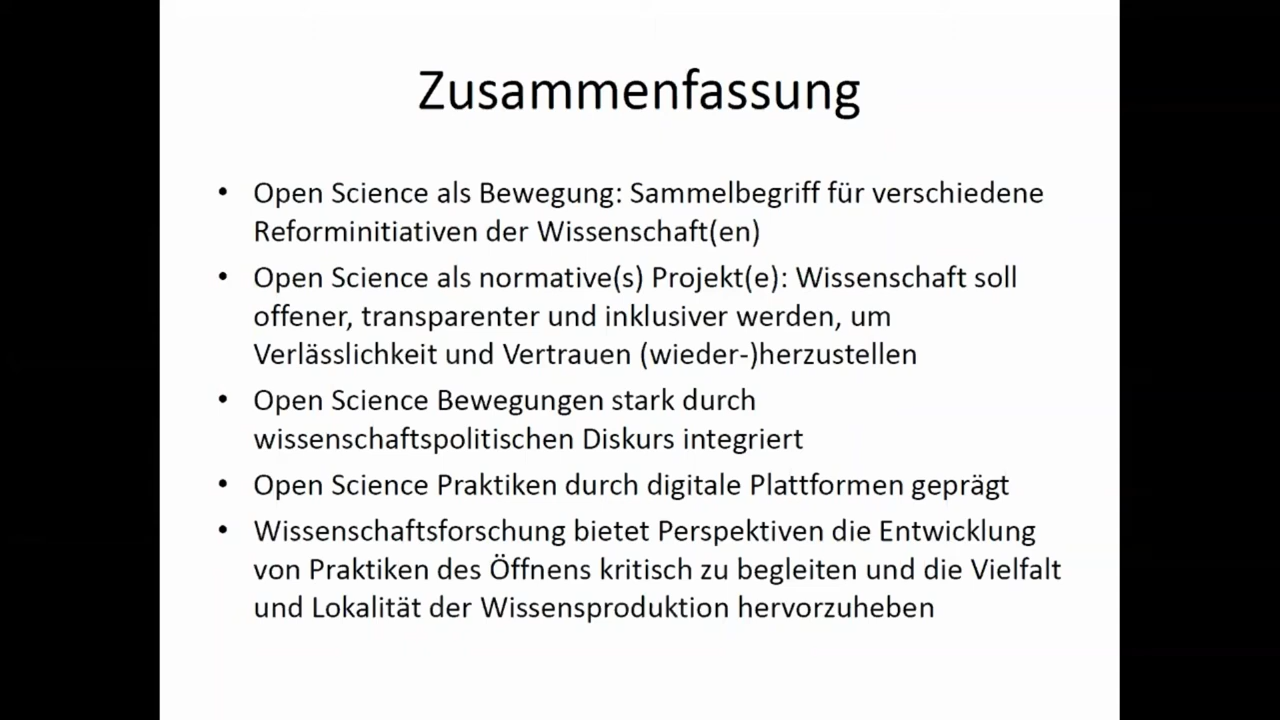 Zusammenfassung
• Open Science als Bewegung: Sammelbegriff für verschiedene
Reforminitiativen der Wissenschaft(en)
• Open Science als normative(s) Projekt(e): Wissenschaft soll
offener, transparenter und inklusiver werden, um
Verlässlichkeit und Vertrauen (wieder-)herzustellen
• Open Science Bewegungen stark durch
wissenschaftspolitischen Diskurs integriert
• Open Science Praktiken durch digitale Plattformen geprägt
• Wissenschaftsforschung bietet Perspektiven die Entwicklung
von Praktiken des Öffnens kritisch zu begleiten und die Vielfalt
und Lokalität der Wissensproduktion hervorzuheben